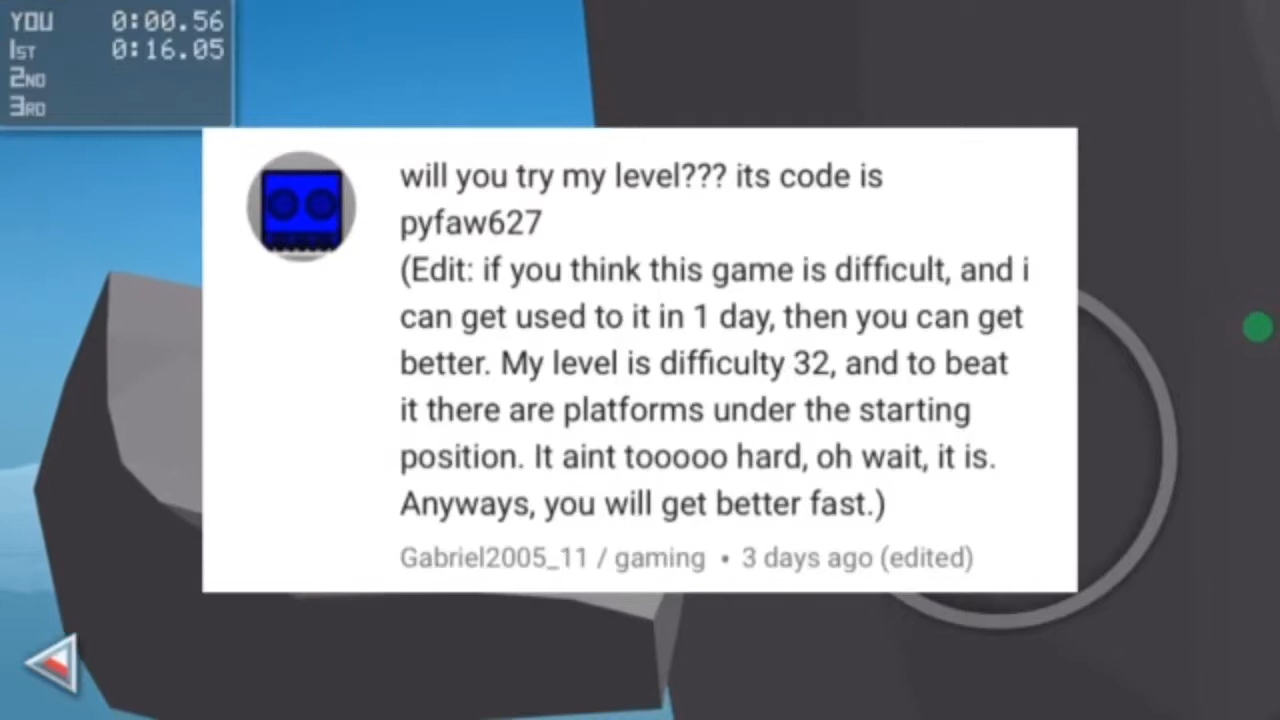 YOU 0:00.56
1ST 0:16.05
2ND
3RD
will you try my level??? its code is
pyfaw627
(Edit: if you think this game is difficult, and i
can get used to it in 1 day, then you can get
better. My level is difficulty 32, and to beat
it there are platforms under the starting
position. It aint tooooo hard, oh wait, it is.
Anyways, you will get better fast.)
Gabriel2005_11 / gaming • 3 days ago (edited)